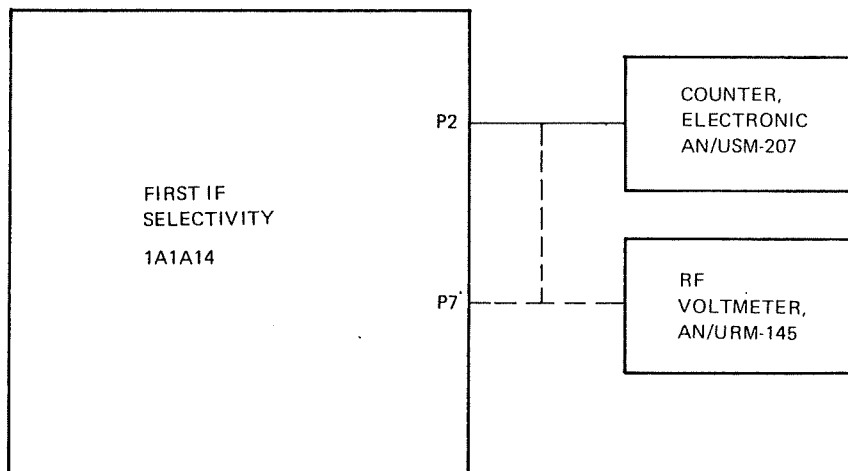 P2
COUNTER,
ELECTRONIC
AN/USM-207
FIRST IF
SELECTIVITY
1A1A14
P7
RF
VOLTMETER,
AN/URM-145